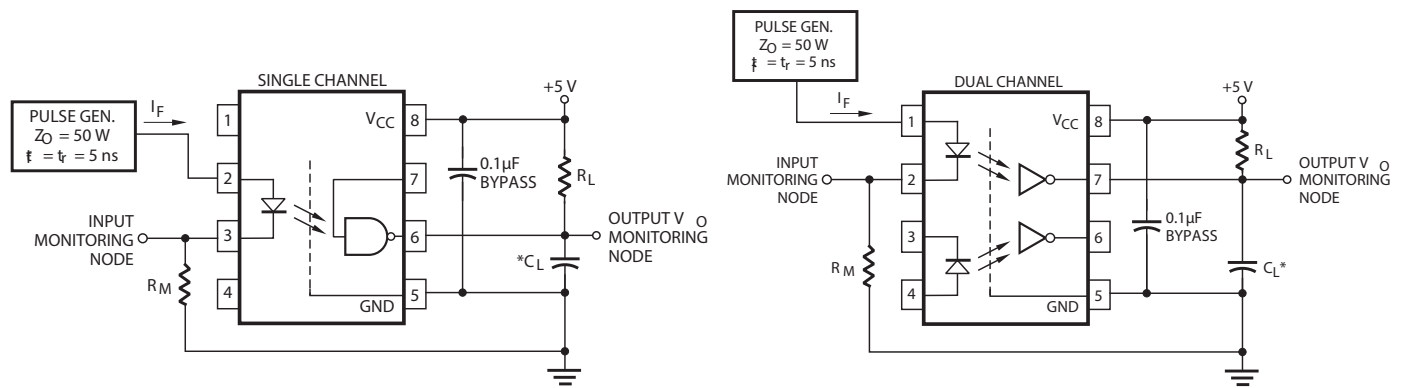 SINGLE CHANNEL
PULSE GEN.
ZO = 50 W
tf = tr = 5 ns
IF
1
2
3
4
VCC 8
7
6
5
GND
+5 V
0.1µF
BYPASS
RL
INPUT
MONITORING
NODE
RM
*CL
OUTPUT V O
MONITORING
NODE
PULSE GEN.
ZO = 50 W
tf = tr = 5 ns
DUAL CHANNEL
IF
1
2
3
4
VCC 8
7
6
5
GND
+5 V
RL
INPUT
MONITORING
NODE
RM
0.1µF
BYPASS
CL*
OUTPUT V O
MONITORING
NODE